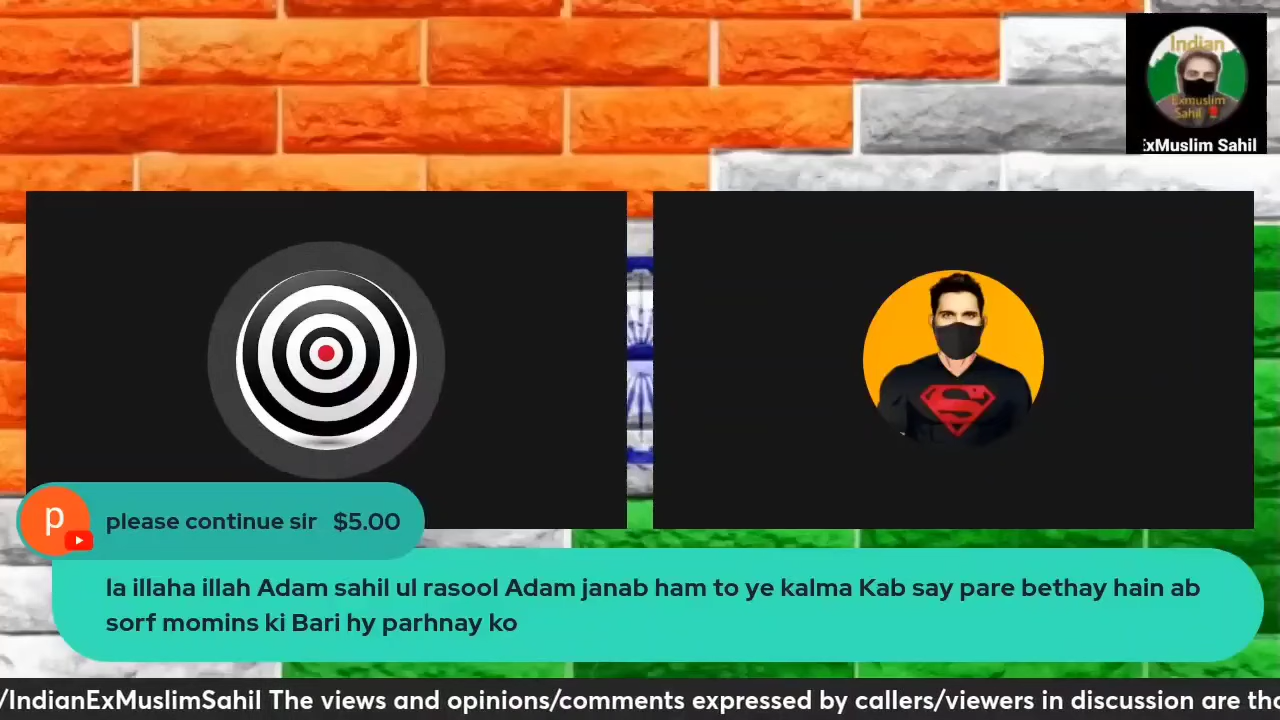 Indian
Exmuslim
Sahil
ExMuslim Sahil
p
please continue sir $5.00
la illaha illah Adam sahil ul rasool Adam janab ham to ye kalma Kab say pare bethay hain ab
sorf momins ki Bari hy parhnay ko
/IndianExMuslimSahil The views and opinions/comments expressed by callers/viewers in discussion are the